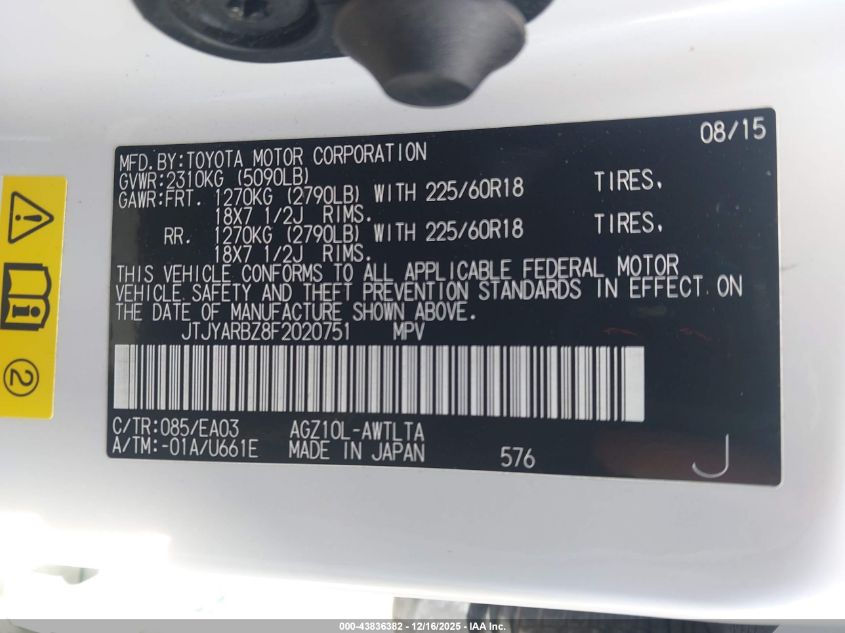 08/15
MFD.BY:TOYOTA MOTOR CORPORATION
GVWR:2310KG (5090LB)
GAWR:FRT. 1270KG (2790LB) WITH 225/60R18 TIRES,
18X7 1/2J RIMS.
RR. 1270KG (2790LB) WITH 225/60R18 TIRES,
18X7 1/2J RIMS.
THIS VEHICLE CONFORMS TO ALL APPLICABLE FEDERAL MOTOR
VEHICLE SAFETY AND THEFT PREVENTION STANDARDS IN EFFECT ON
THE DATE OF MANUFACTURE SHOWN ABOVE.
JTJYARBZ8F2020751 MPV
C/TR:085/EA03 AGZ10L-AWTLTA
A/TM:-01A/U661E MADE IN JAPAN 576
J
2
000-43836382 • 12/16/2025 • IAA Inc.